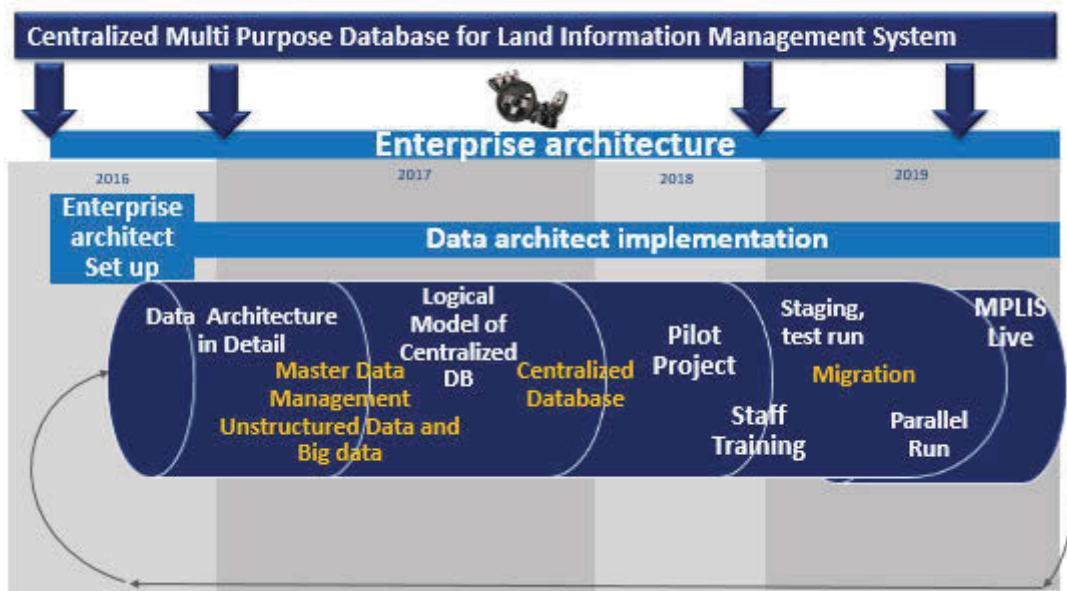 Centralized Multi Purpose Database for Land Information Management System
Enterprise architecture
2016
2017
2018
2019
Enterprise
architect
Set up
Data architect implementation
Data Architecture
in Detail
Master Data
Management
Unstructured Data and
Big data
Logical
Model of
Centralized
DB
Centralized
Database
Pilot
Project
Staff
Training
Staging,
test run
Migration
Parallel
Run
MPLIS
Live